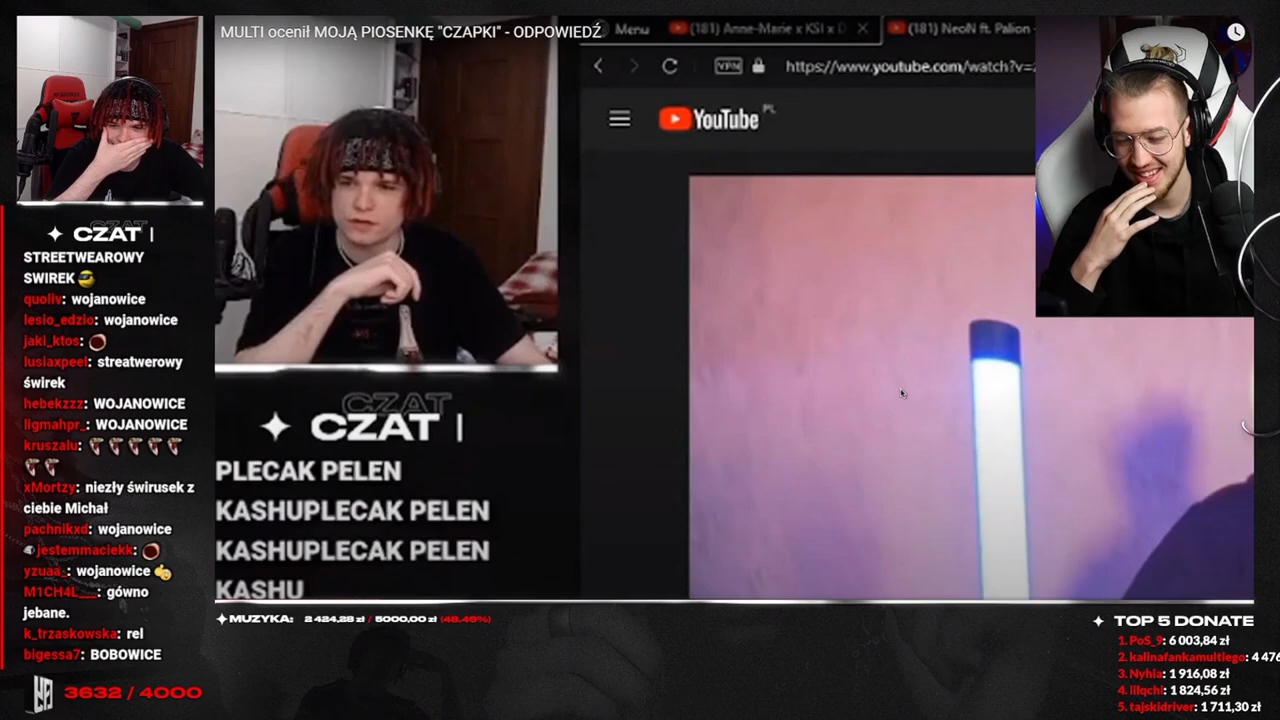 MULTI ocenił MOJĄ PIOSENKĘ "CZAPKI" - ODPOWIEDŹ
Menu
(181) Anne-Marie x KSI x D
(181) NeoN ft. Palion -
VPN
https://www.youtube.com/watch?v=
YouTube PL
CZAT |
STREETWEAROWY
SWIREK
quoliv: wojanowice
lesio_edzio: wojanowice
jaki_ktos:
lusiaxpeel: streatwerowy
świrek
hebekzzz: WOJANOWICE
ligmahpr_: WOJANOWICE
kruszalu:
xMortzy: niezły świrusek z
ciebie Michał
pachnikxd: wojanowice
jestemmaciekk:
yzuaa_: wojanowice
M1CH4L___: gówno
jebane.
k_trzaskowska: rel
bigessa7: BOBOWICE
3632 / 4000
CZAT
CZAT |
PLECAK PELEN
KASHUPLECAK PELEN
KASHUPLECAK PELEN
KASHU
MUZYKA: 2 424,28 zł / 5000,00 zł (48.49%)
TOP 5 DONATE
1. PoS_9: 6 003,84 zł
2. kalinafankamultiego: 4 476
3. Nyhla: 1 916,08 zł
4. lilqchi: 1 824,56 zł
5. tajskidriver: 1 711,30 zł